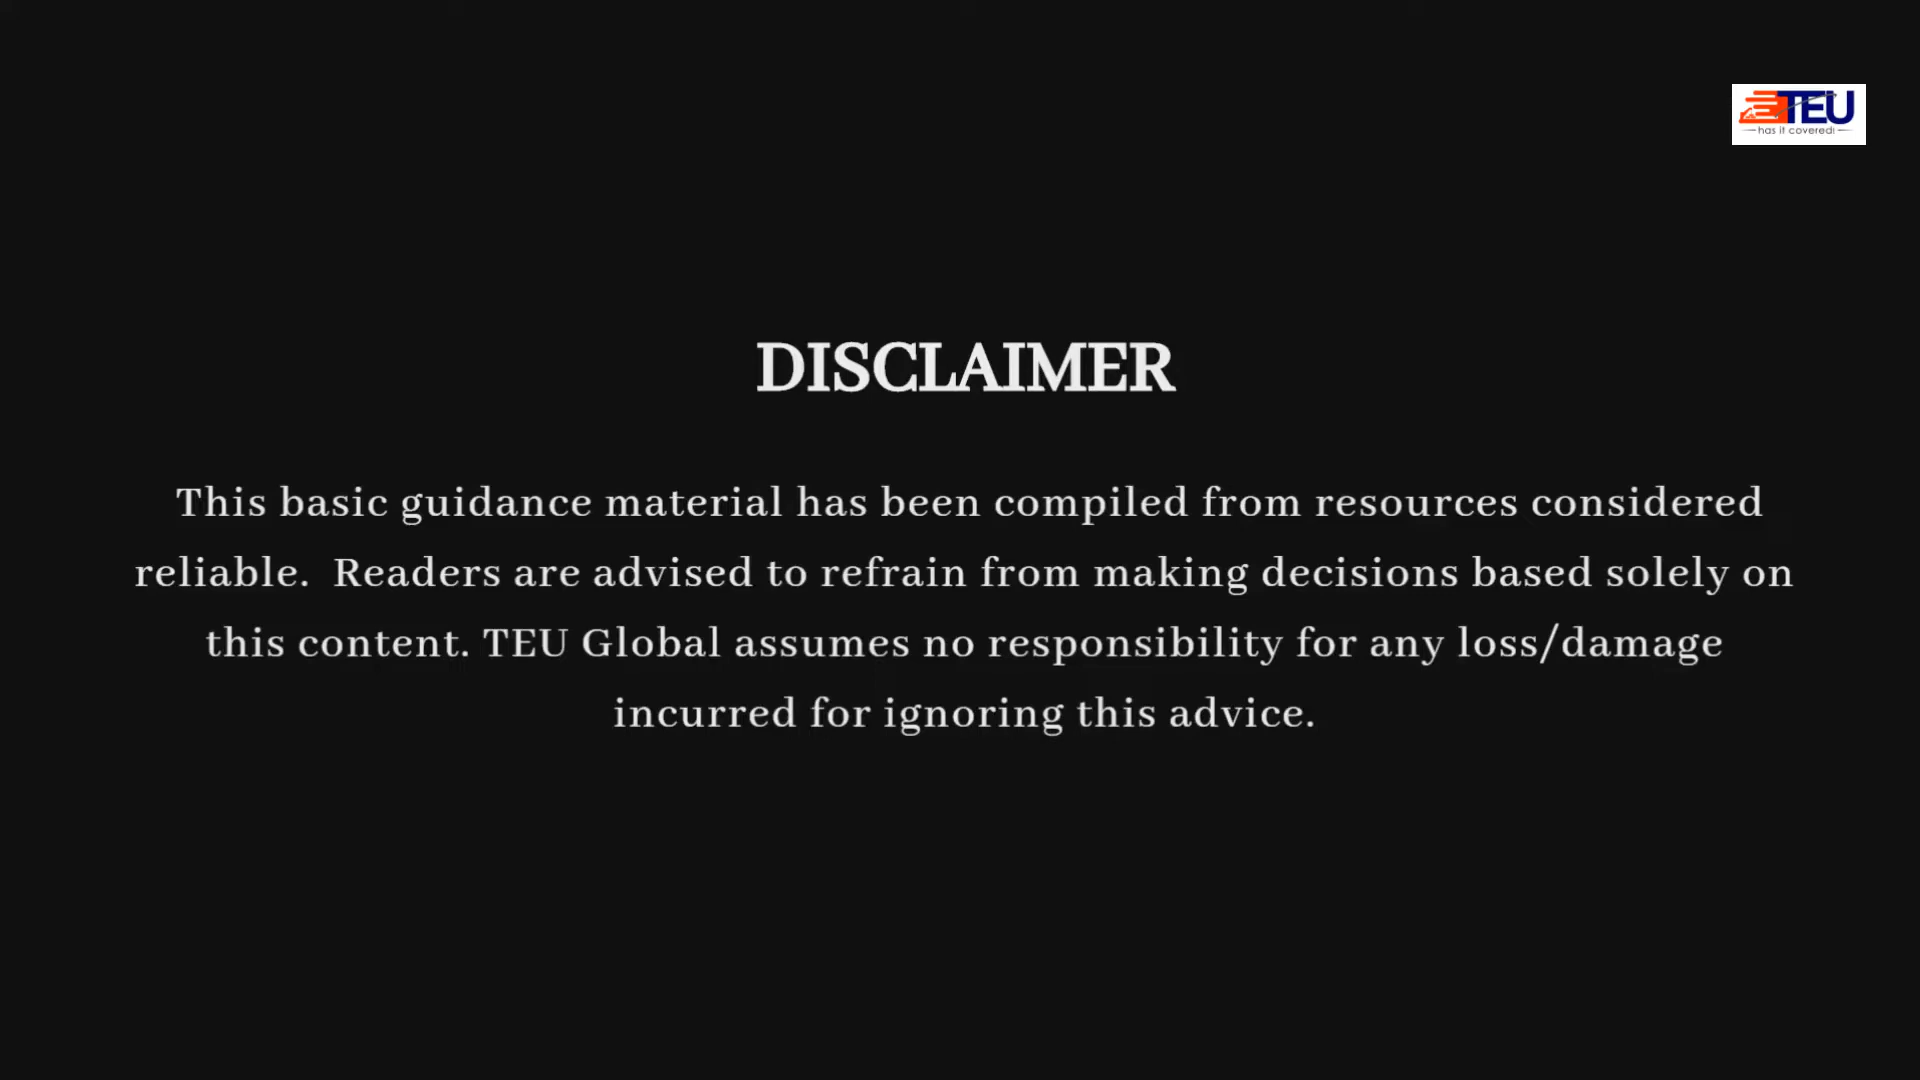 TEU
has it covered!
DISCLAIMER
This basic guidance material has been compiled from resources considered
reliable.  Readers are advised to refrain from making decisions based solely on
this content. TEU Global assumes no responsibility for any loss/damage
incurred for ignoring this advice.